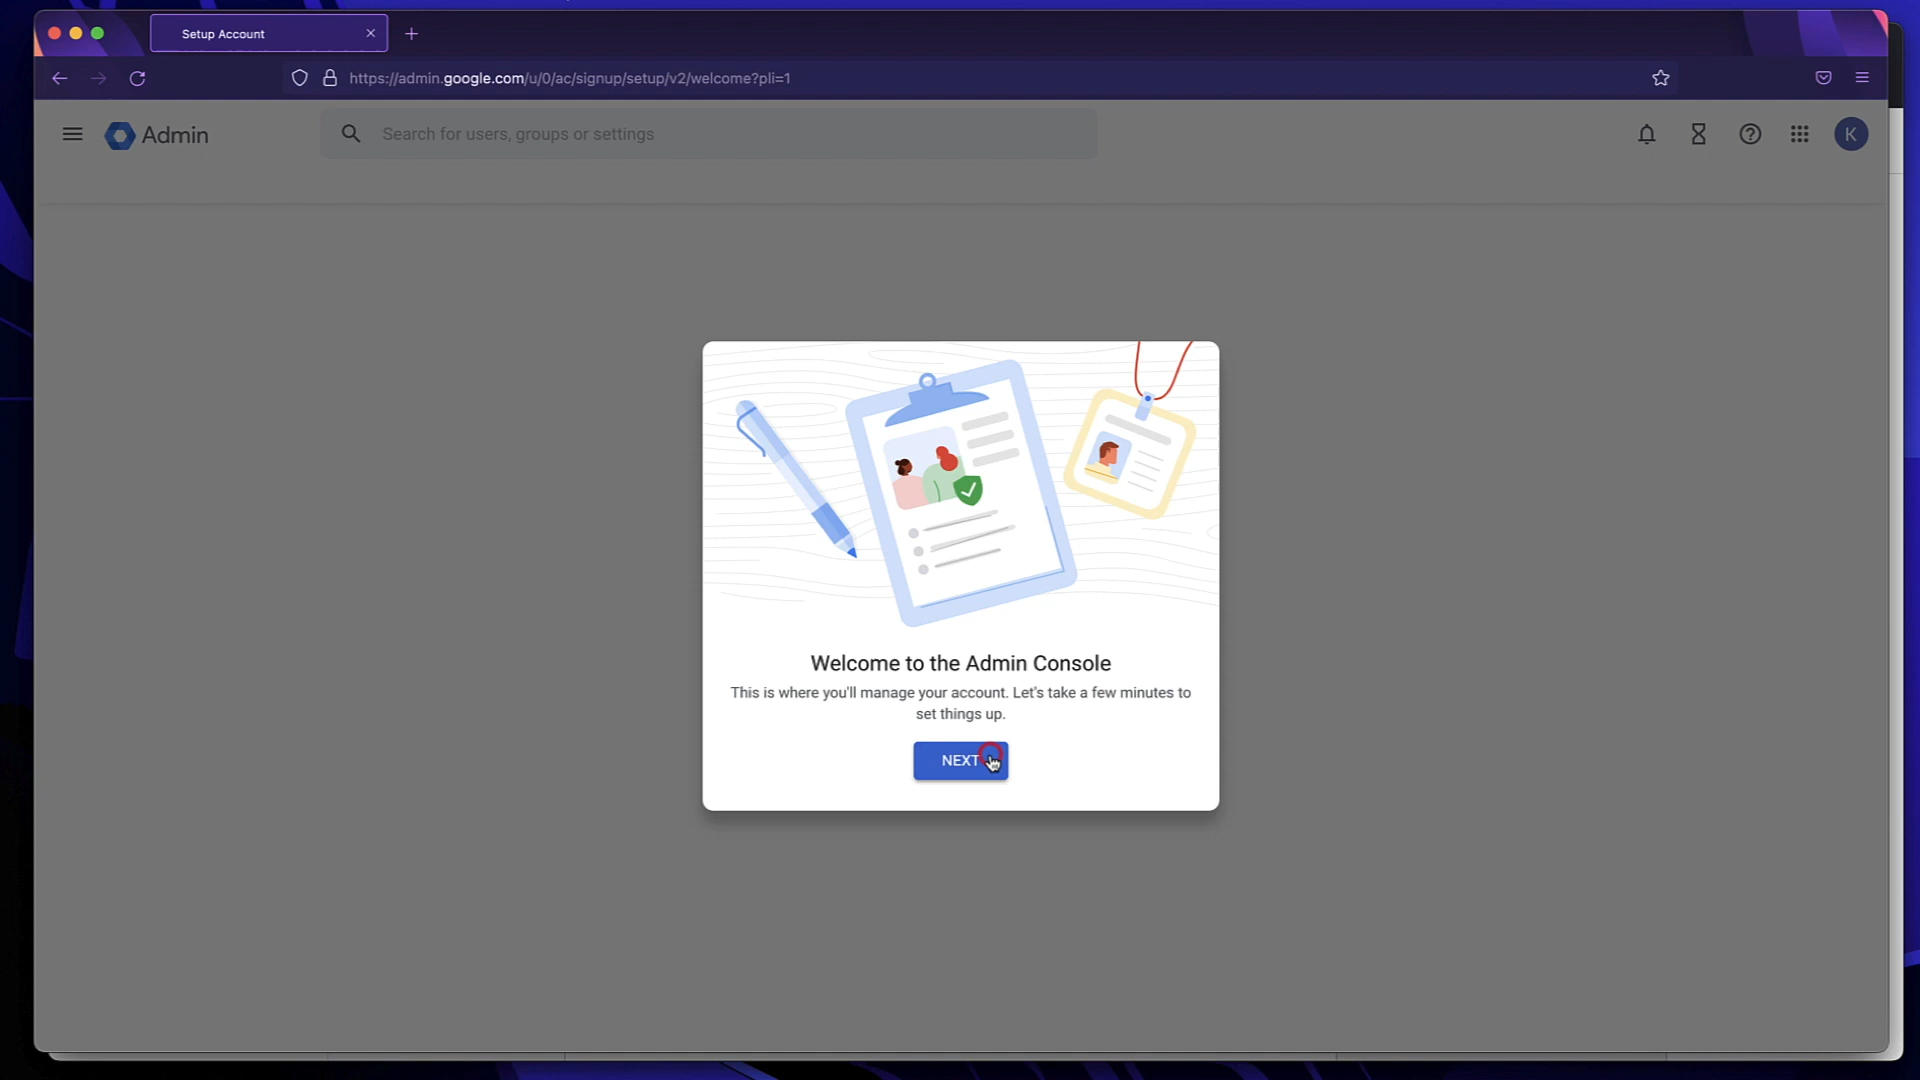 Setup Account
https://admin.google.com/u/0/ac/signup/setup/v2/welcome?pli=1
Admin
Search for users, groups or settings
K
Welcome to the Admin Console
This is where you'll manage your account. Let's take a few minutes to
set things up.
NEXT